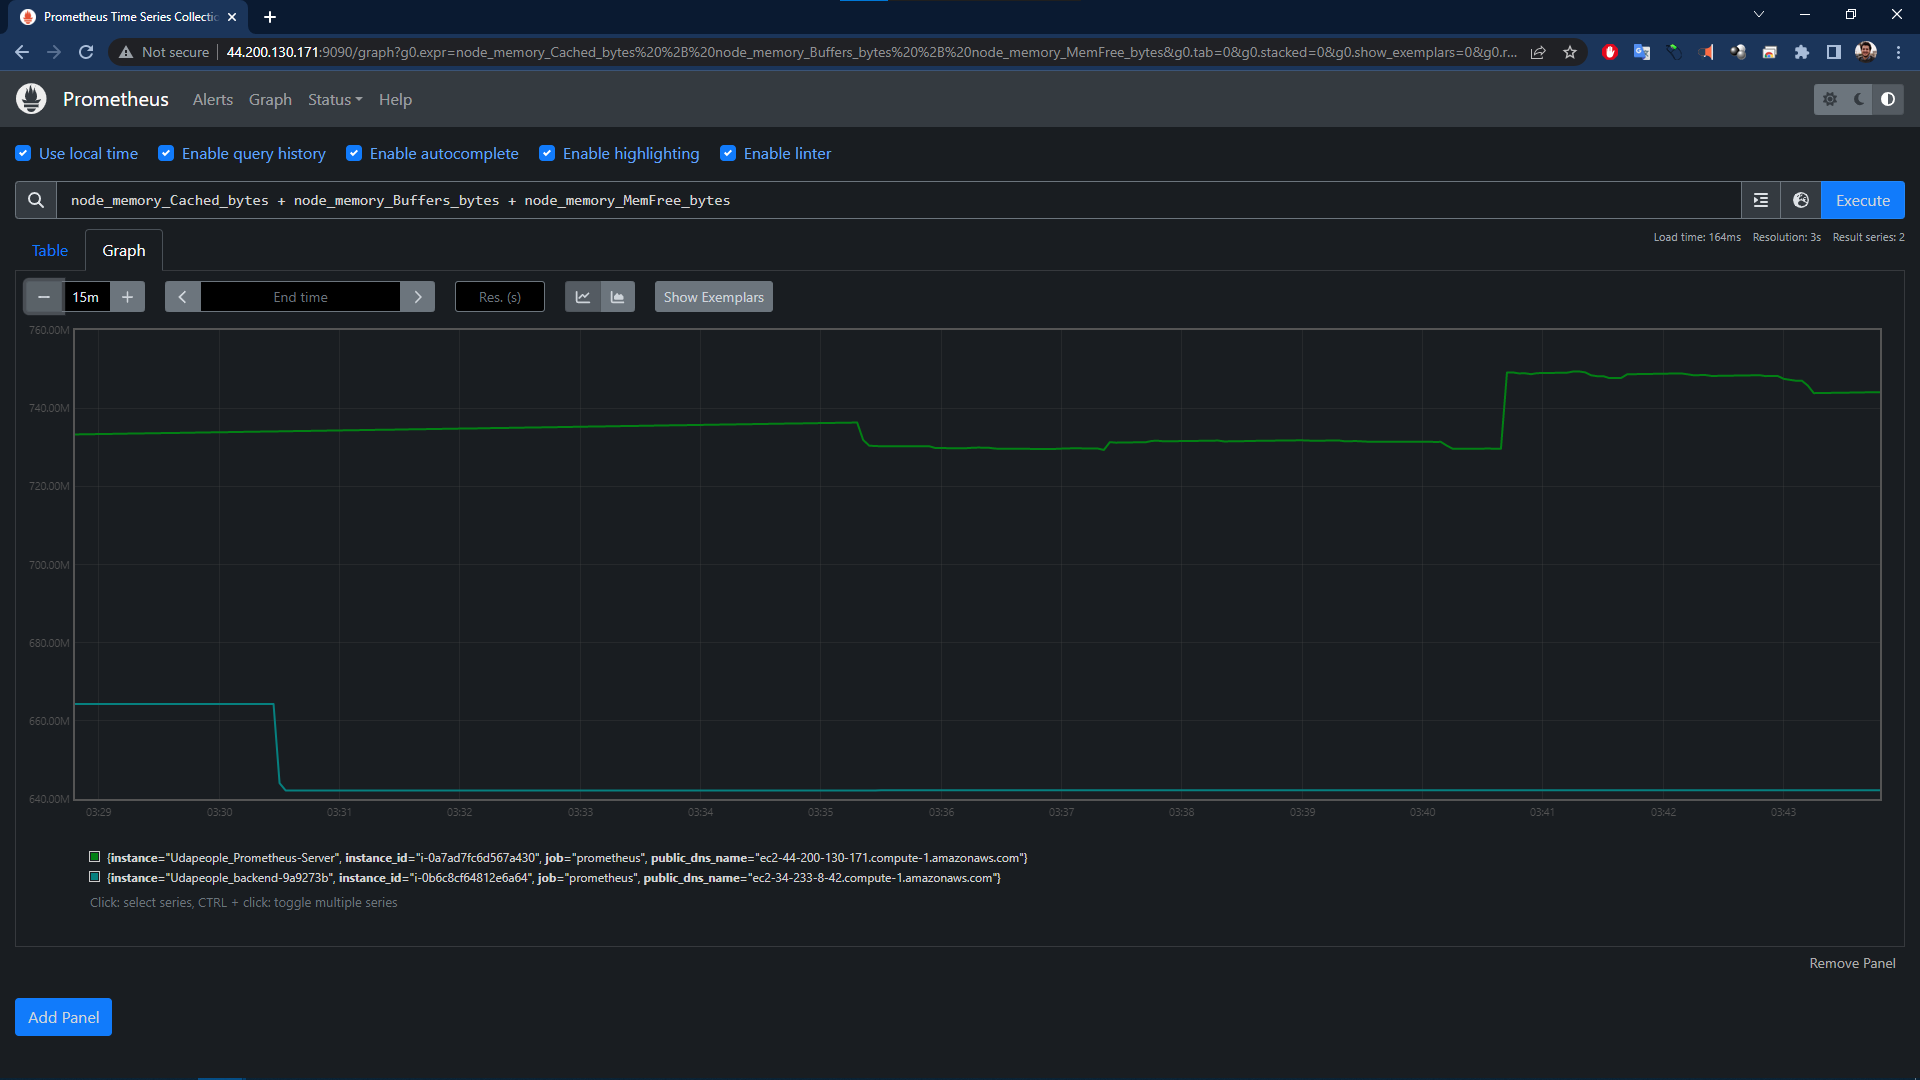 Prometheus Time Series Collectio
Not secure 44.200.130.171:9090/graph?g0.expr=node_memory_Cached_bytes%20%2B%20node_memory_Buffers_bytes%20%2B%20node_memory_MemFree_bytes&g0.tab=0&g0.stacked=0&g0.show_exemplars=0&g0.r...
Prometheus Alerts Graph Status Help
Use local time Enable query history Enable autocomplete Enable highlighting Enable linter
node_memory_Cached_bytes + node_memory_Buffers_bytes + node_memory_MemFree_bytes Execute
Table Graph Load time: 164ms Resolution: 3s Result series: 2
− 15m + End time Res. (s) Show Exemplars
760.00M
740.00M
720.00M
700.00M
680.00M
660.00M
640.00M
03:29 03:30 03:31 03:32 03:33 03:34 03:35 03:36 03:37 03:38 03:39 03:40 03:41 03:42 03:43
{instance="Udapeople_Prometheus-Server", instance_id="i-0a7ad7fc6d567a430", job="prometheus", public_dns_name="ec2-44-200-130-171.compute-1.amazonaws.com"}
{instance="Udapeople_backend-9a9273b", instance_id="i-0b6c8cf64812e6a64", job="prometheus", public_dns_name="ec2-34-233-8-42.compute-1.amazonaws.com"}
Click: select series, CTRL + click: toggle multiple series
Remove Panel
Add Panel